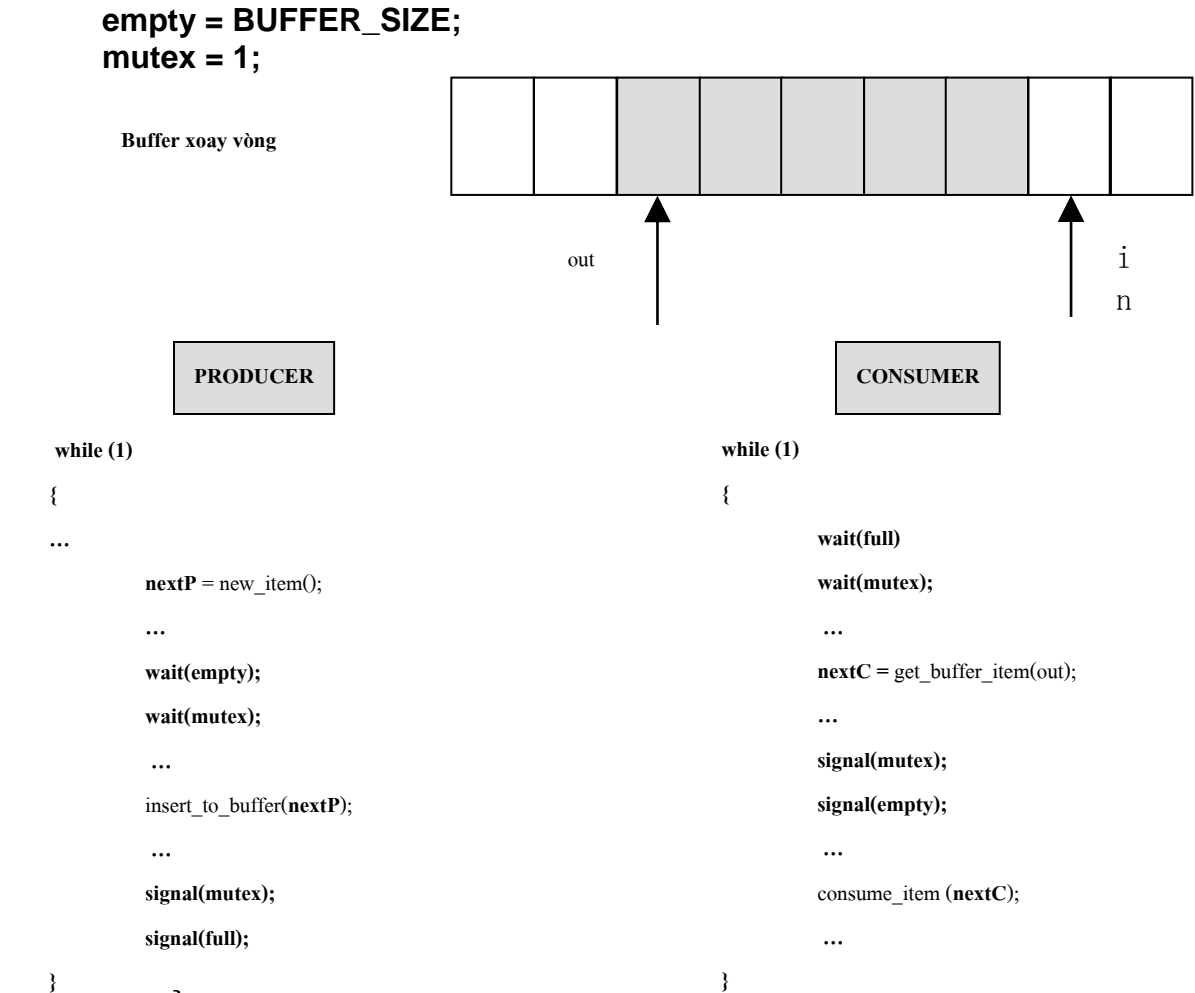 empty = BUFFER_SIZE;
mutex = 1;
Buffer xoay vòng
out
i
n
PRODUCER
while (1)
{
…
nextP = new_item();
…
wait(empty);
wait(mutex);
…
insert_to_buffer(nextP);
…
signal(mutex);
signal(full);
}
CONSUMER
while (1)
{
wait(full)
wait(mutex);
…
nextC = get_buffer_item(out);
…
signal(mutex);
signal(empty);
…
consume_item (nextC);
…
}